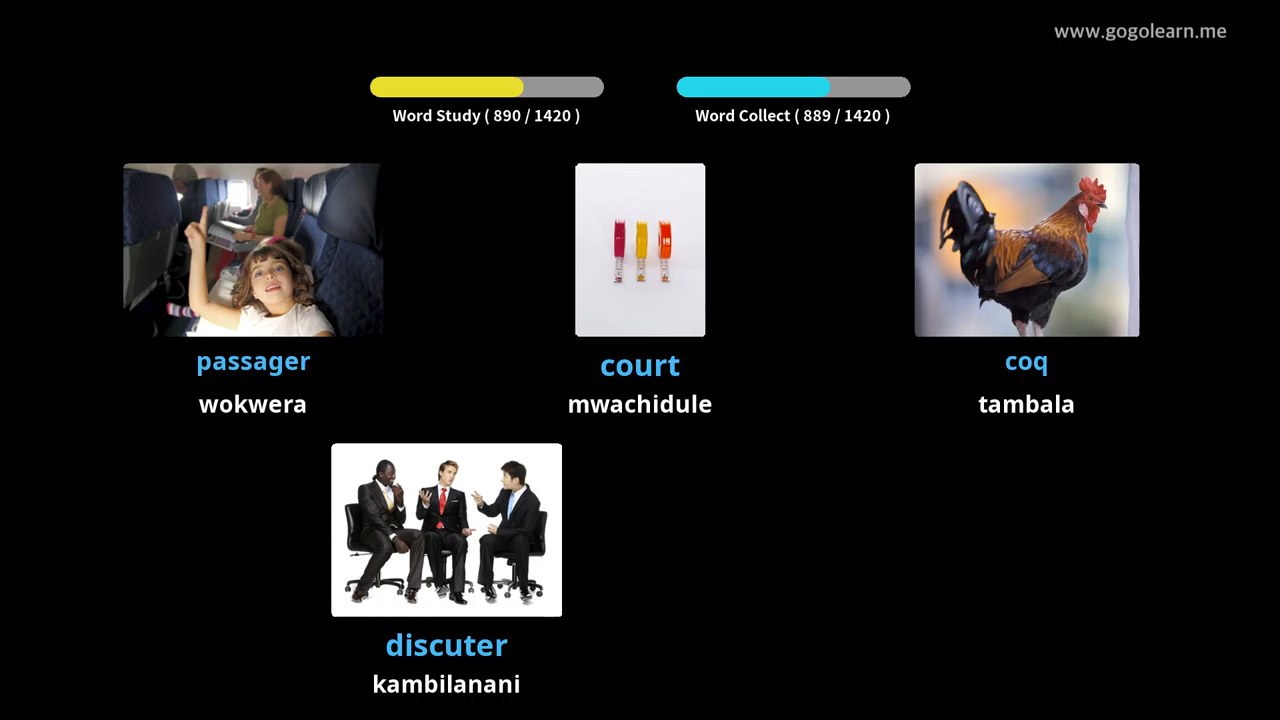 www.gogolearn.me
Word Study ( 890 / 1420 )
Word Collect ( 889 / 1420 )
passager
wokwera
court
mwachidule
coq
tambala
discuter
kambilanani